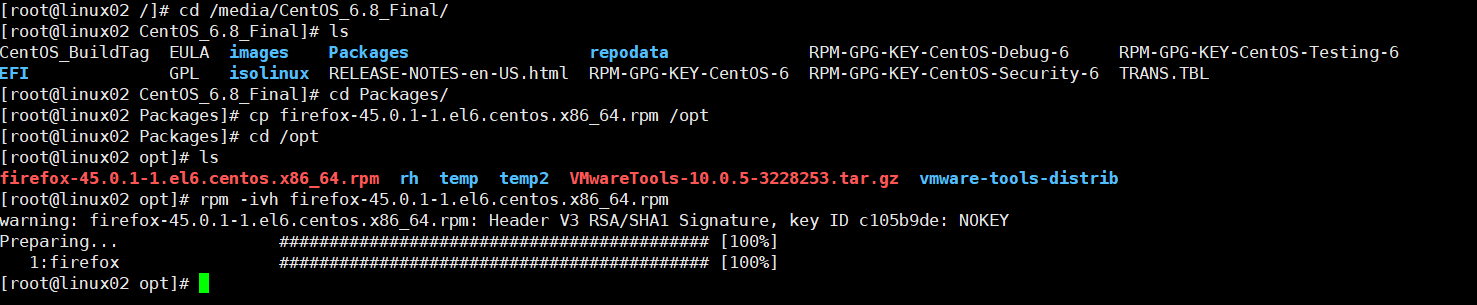 [root@linux02 /]# cd /media/CentOS_6.8_Final/
[root@linux02 CentOS_6.8_Final]# ls
CentOS_BuildTag  EULA  images    Packages                 repodata              RPM-GPG-KEY-CentOS-Debug-6     RPM-GPG-KEY-CentOS-Testing-6
EFI              GPL   isolinux  RELEASE-NOTES-en-US.html  RPM-GPG-KEY-CentOS-6  RPM-GPG-KEY-CentOS-Security-6  TRANS.TBL
[root@linux02 CentOS_6.8_Final]# cd Packages/
[root@linux02 Packages]# cp firefox-45.0.1-1.el6.centos.x86_64.rpm /opt
[root@linux02 Packages]# cd /opt
[root@linux02 opt]# ls
firefox-45.0.1-1.el6.centos.x86_64.rpm  rh  temp  temp2  VMwareTools-10.0.5-3228253.tar.gz  vmware-tools-distrib
[root@linux02 opt]# rpm -ivh firefox-45.0.1-1.el6.centos.x86_64.rpm
warning: firefox-45.0.1-1.el6.centos.x86_64.rpm: Header V3 RSA/SHA1 Signature, key ID c105b9de: NOKEY
Preparing...                ########################################### [100%]
   1:firefox                ########################################### [100%]
[root@linux02 opt]#